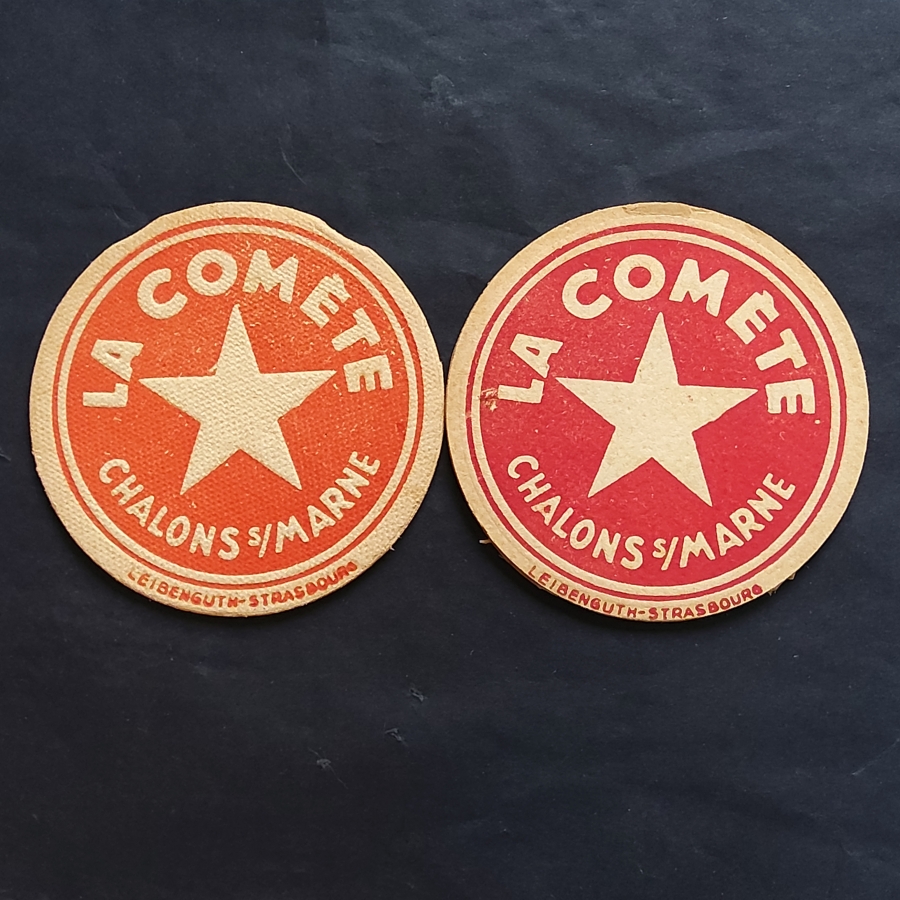 LA COMÈTE
CHALONS S/MARNE
LEIBENGUTH-STRASBOURG
LA COMÈTE
CHALONS S/MARNE
LEIBENGUTH-STRASBOURG